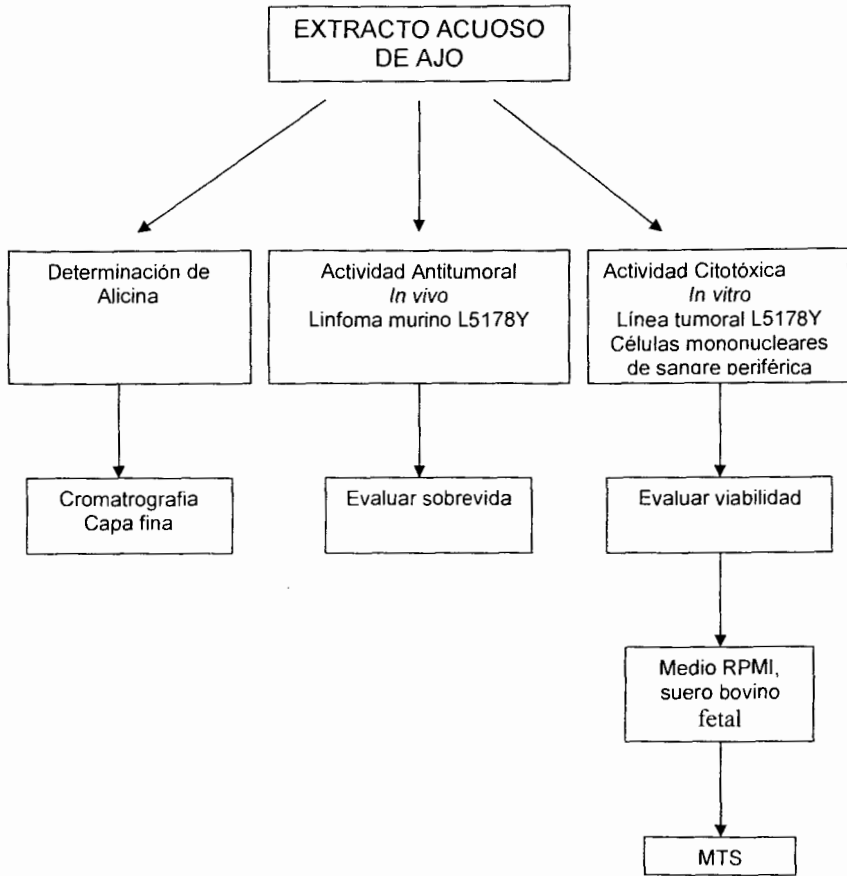 EXTRACTO ACUOSO
DE AJO
Determinación de
Alicina
Actividad Antitumoral
In vivo
Linfoma murino L5178Y
Actividad Citotóxica
In vitro
Línea tumoral L5178Y
Células mononucleares
de sangre periférica
Cromatrografia
Capa fina
Evaluar sobrevida
Evaluar viabilidad
Medio RPMI,
suero bovino
fetal
MTS